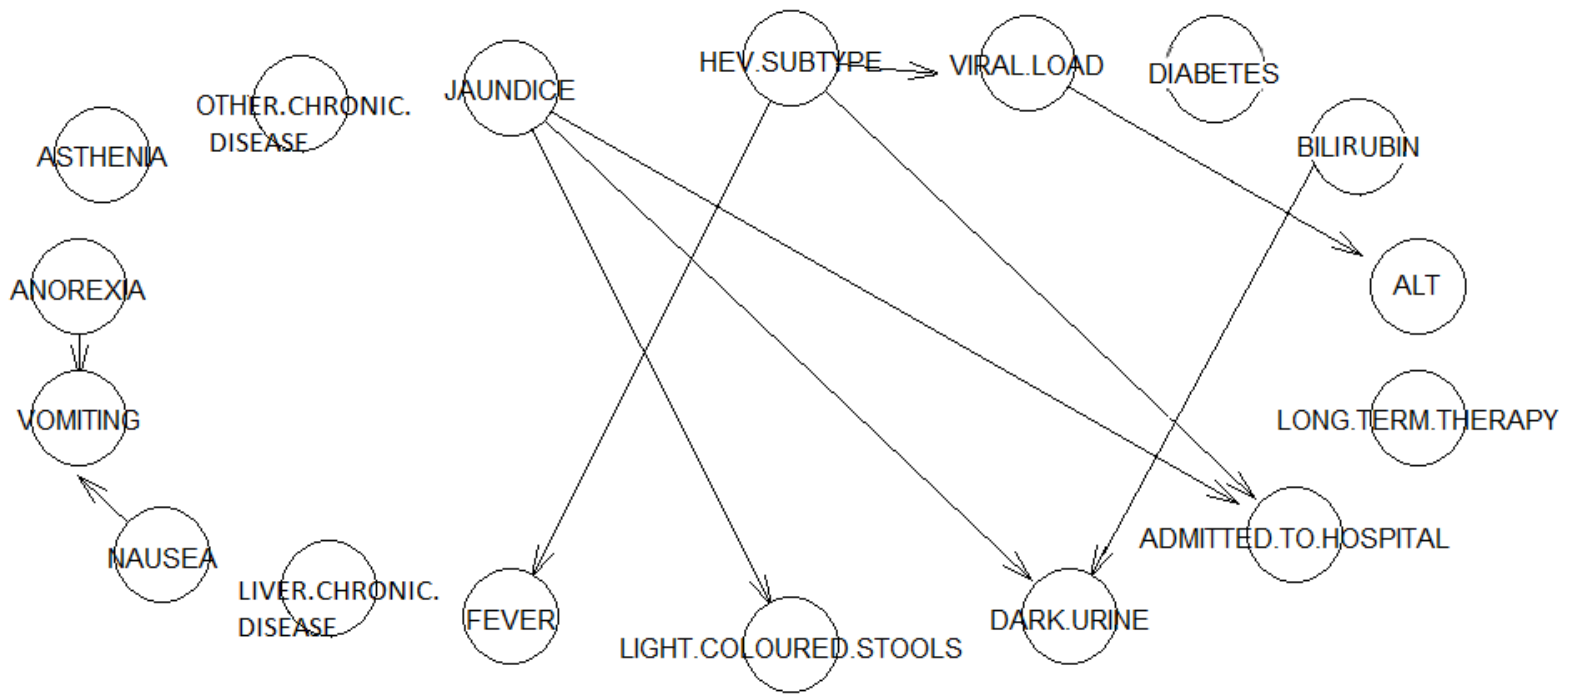 HEV.SUBTYPE
VIRAL.LOAD
DIABETES
JAUNDICE
OTHER.CHRONIC.
DISEASE
ASTHENIA
BILIRUBIN
ANOREXIA
ALT
VOMITING
LONG.TERM.THERAPY
NAUSEA
ADMITTED.TO.HOSPITAL
LIVER.CHRONIC.
DISEASE
FEVER
DARK.URINE
LIGHT.COLOURED.STOOLS